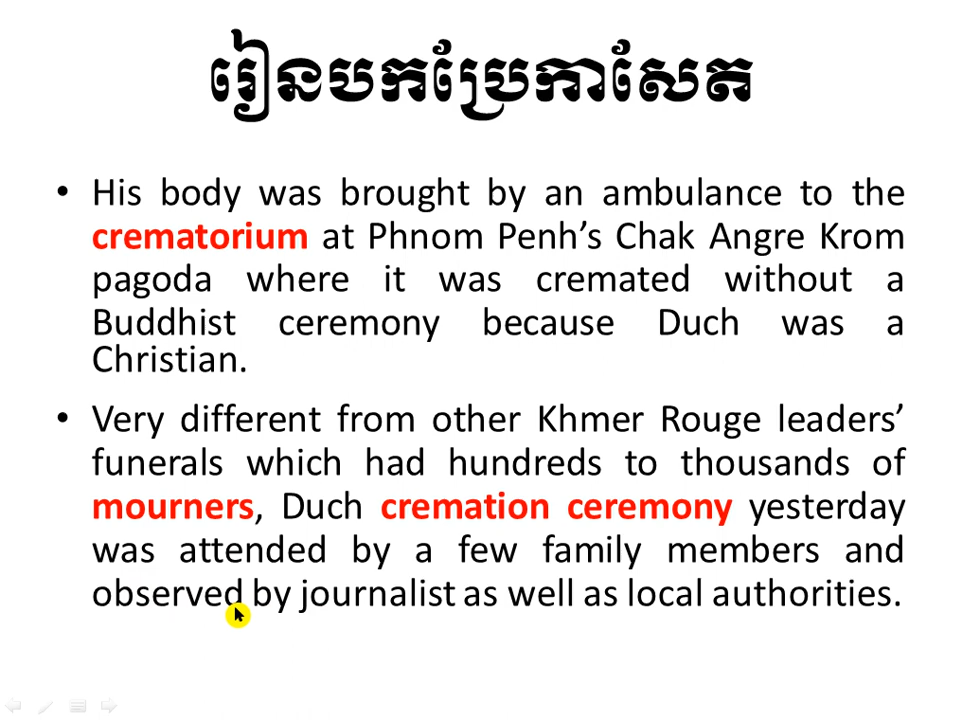 រៀនបកប្រែកាសែត
• His body was brought by an ambulance to the
crematorium at Phnom Penh’s Chak Angre Krom
pagoda where it was cremated without a
Buddhist ceremony because Duch was a
Christian.
• Very different from other Khmer Rouge leaders’
funerals which had hundreds to thousands of
mourners, Duch cremation ceremony yesterday
was attended by a few family members and
observed by journalist as well as local authorities.